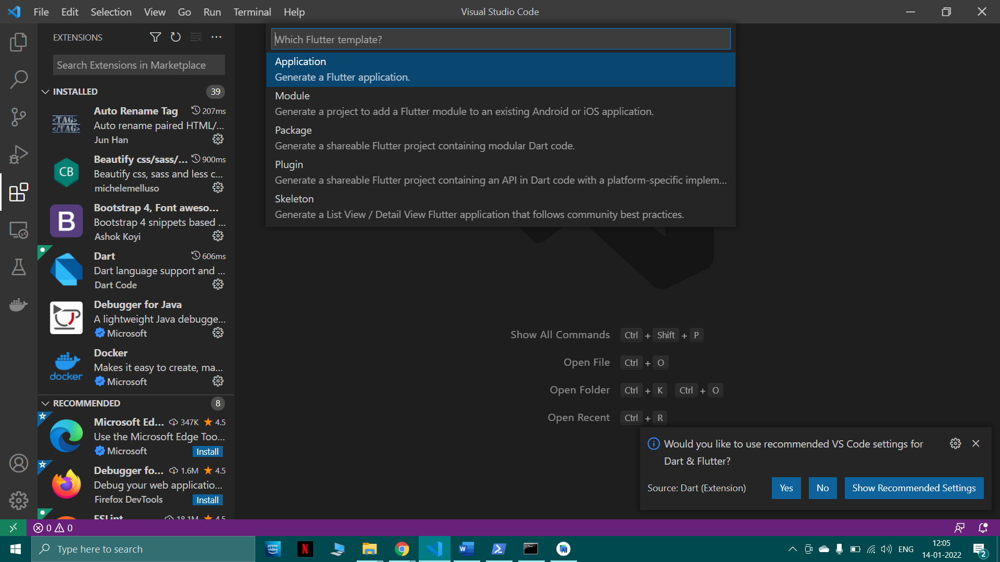 File Edit Selection View Go Run Terminal Help
Visual Studio Code
EXTENSIONS
Search Extensions in Marketplace
INSTALLED 39
Auto Rename Tag 207ms
<TAG>
</TAG>
Auto rename paired HTML/...
Jun Han
Beautify css/sass/... 900ms
CB
Beautify css, sass and less c...
michelemelluso
Bootstrap 4, Font aweso...
B
Bootstrap 4 snippets based ...
Ashok Koyi
Dart 606ms
Dart language support and ...
Dart Code
Debugger for Java
A lightweight Java debugge...
Microsoft
Docker
docker
Makes it easy to create, ma...
Microsoft
RECOMMENDED 8
Microsoft Ed... 347K 4.5
Use the Microsoft Edge Too...
Microsoft Install
Debugger fo... 1.6M 4.5
Debug your web applicatio...
Firefox DevTools Install
ESLint 18.1M 4.5
Which Flutter template?
Application
Generate a Flutter application.
Module
Generate a project to add a Flutter module to an existing Android or iOS application.
Package
Generate a shareable Flutter project containing modular Dart code.
Plugin
Generate a shareable Flutter project containing an API in Dart code with a platform-specific implem...
Skeleton
Generate a List View / Detail View Flutter application that follows community best practices.
Show All Commands Ctrl + Shift + P
Open File Ctrl + O
Open Folder Ctrl + K Ctrl + O
Open Recent Ctrl + R
Would you like to use recommended VS Code settings for
Dart & Flutter?
Source: Dart (Extension) Yes No Show Recommended Settings
0 0
Type here to search
prime video
N
W
ENG
12:05
14-01-2022
2